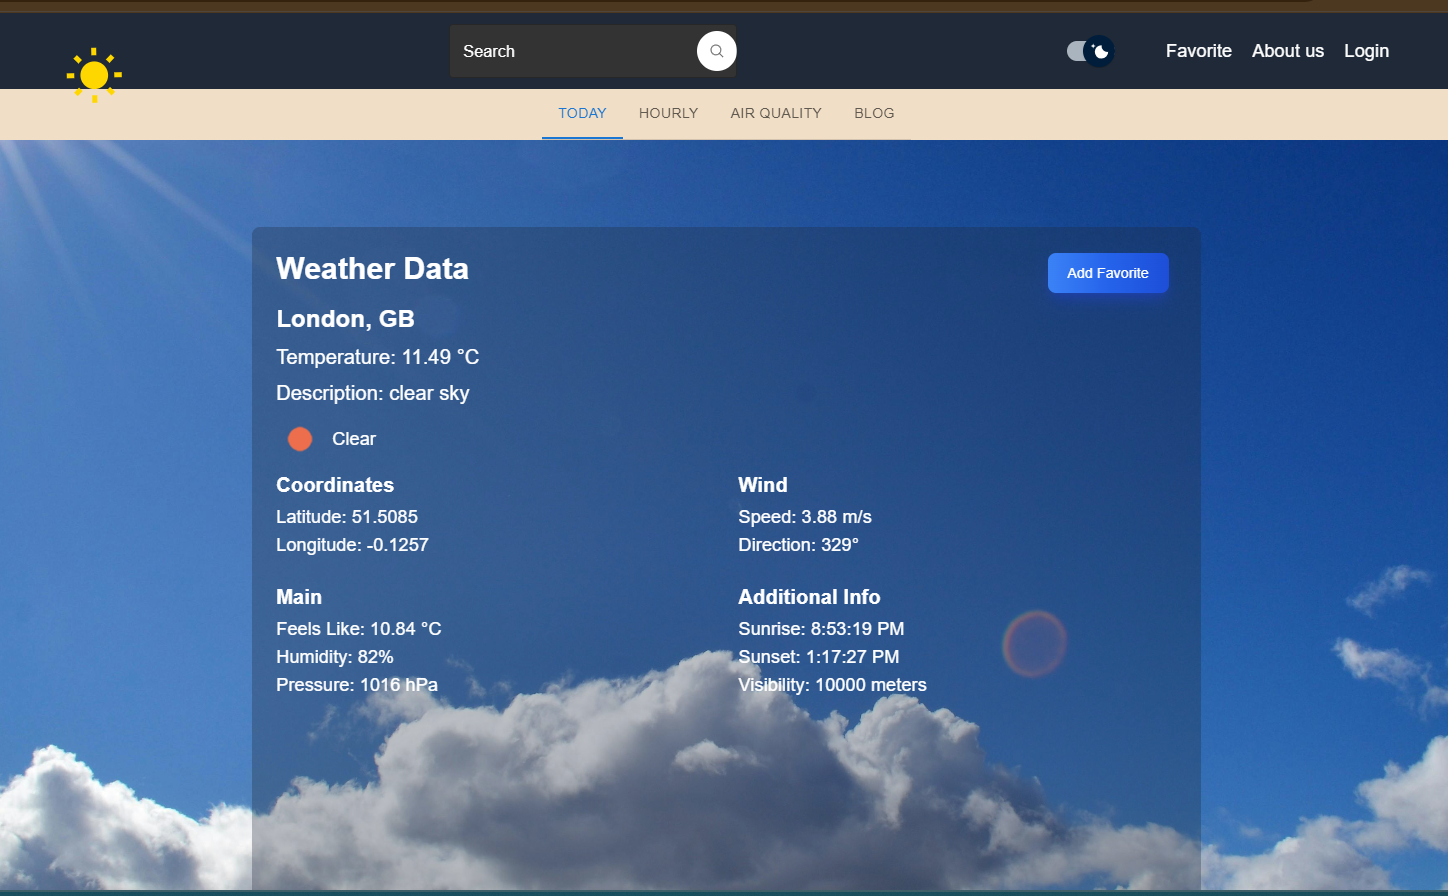 Search
Favorite About us Login
TODAY HOURLY AIR QUALITY BLOG
Weather Data
Add Favorite
London, GB
Temperature: 11.49 °C
Description: clear sky
Clear
Coordinates
Latitude: 51.5085
Longitude: -0.1257
Wind
Speed: 3.88 m/s
Direction: 329°
Main
Feels Like: 10.84 °C
Humidity: 82%
Pressure: 1016 hPa
Additional Info
Sunrise: 8:53:19 PM
Sunset: 1:17:27 PM
Visibility: 10000 meters